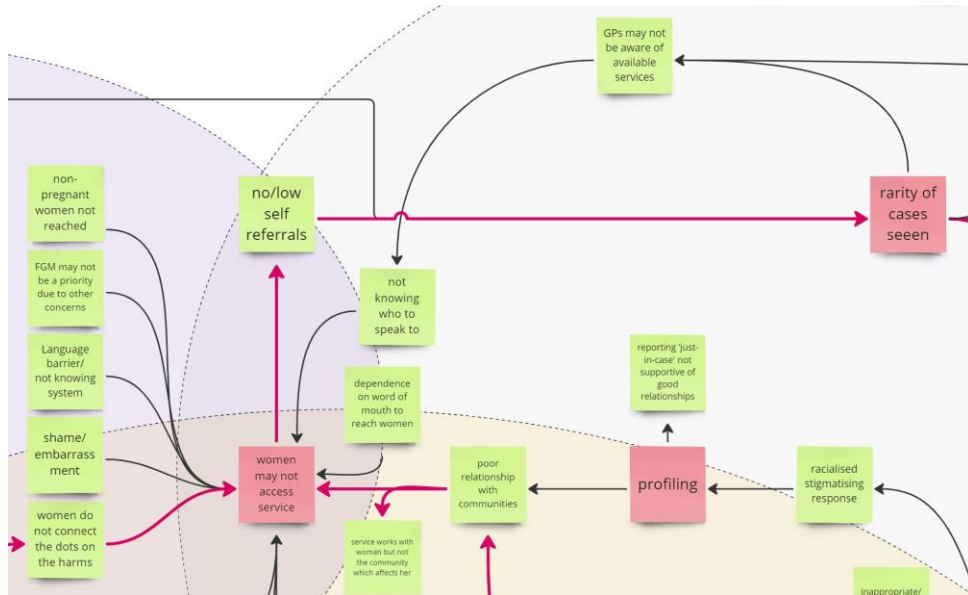 GPs may not
be aware of
available
services
non-
pregnant
women not
reached
no/low
self
referrals
rarity of
cases
seeen
FGM may not
be a priority
due to other
concerns
not
knowing
who to
speak to
Language
barrier/
not knowing
system
reporting 'just-
in-case' not
supportive of
good
relationships
dependence
on word of
mouth to
reach women
shame/
embarrass
ment
women
may not
access
service
poor
relationship
with
communities
profiling
racialised
stigmatising
response
women do
not connect
the dots on
the harms
service works with
woman but not
the community
which affects her
inappropriate/